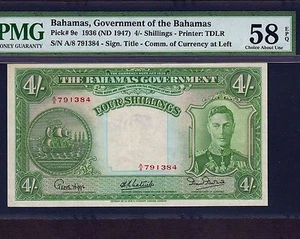 PMG
MONEY GUARANTY
Bahamas, Government of the Bahamas
Pick# 9e 1936 (ND 1947) 4/- Shillings - Printer: TDLR
S/N A/8 791384 - Sign. Title - Comm. of Currency at Left
58 EPQ
Choice About Unc
4/-
THE BAHAMAS GOVERNMENT
4/-
A/8 791384
FOUR SHILLINGS
A/8 791384
4/-
4/-